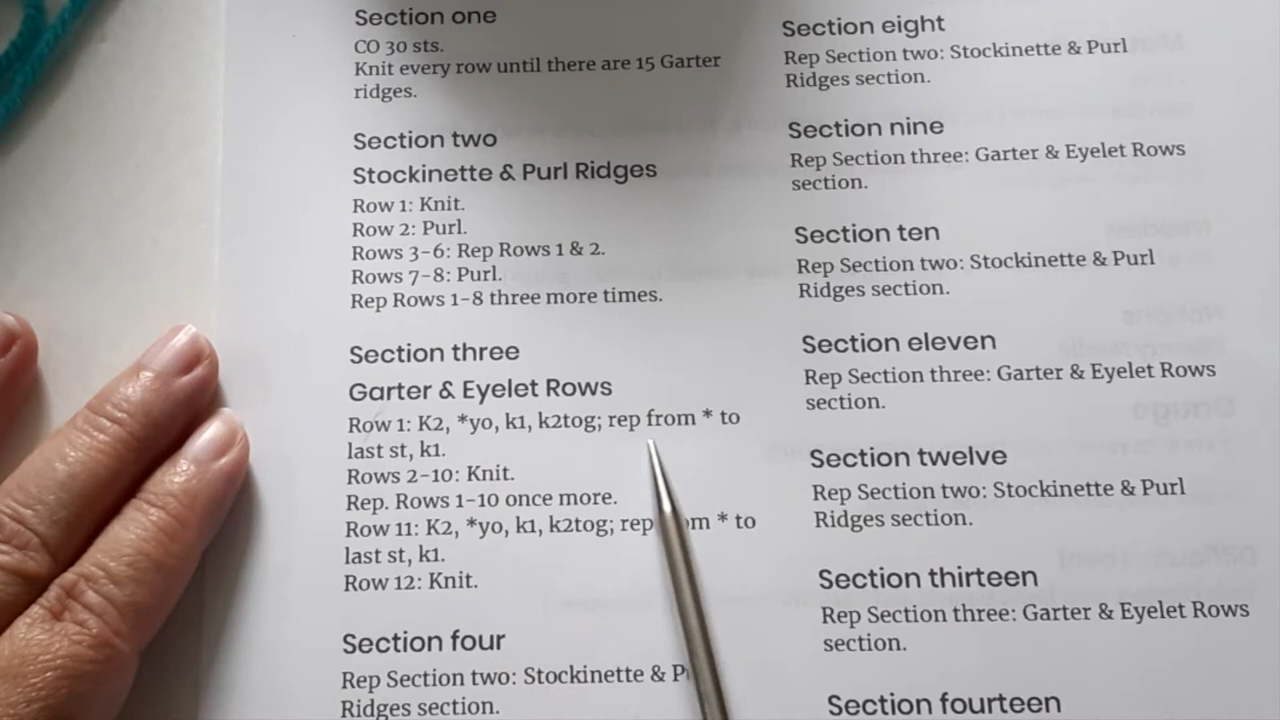 Section one
CO 30 sts.
Knit every row until there are 15 Garter
ridges.
Section two
Stockinette & Purl Ridges
Row 1: Knit.
Row 2: Purl.
Rows 3-6: Rep Rows 1 & 2.
Rows 7-8: Purl.
Rep Rows 1-8 three more times.
Section three
Garter & Eyelet Rows
Row 1: K2, *yo, k1, k2tog; rep from * to
last st, k1.
Rows 2-10: Knit.
Rep. Rows 1-10 once more.
Row 11: K2, *yo, k1, k2tog; rep * to
last st, k1.
Row 12: Knit.
Section four
Rep Section two: Stockinette &
Ridges section.
Section eight
Rep Section two: Stockinette & Purl
Ridges section.
Section nine
Rep Section three: Garter & Eyelet Rows
section.
Section ten
Rep Section two: Stockinette & Purl
Ridges section.
Section eleven
Rep Section three: Garter & Eyelet Rows
section.
Section twelve
Rep Section two: Stockinette & Purl
Ridges section.
Section thirteen
Rep Section three: Garter & Eyelet Rows
section.
Section fourteen